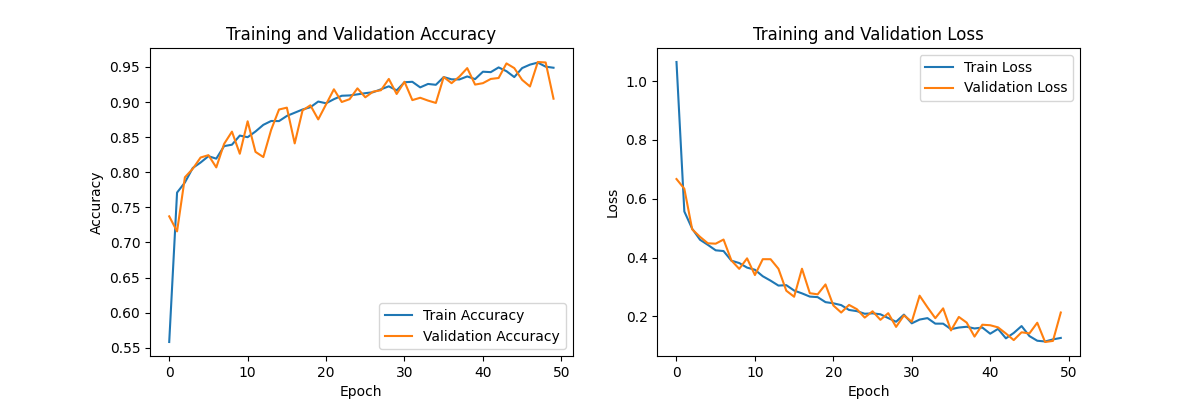 Training and Validation Accuracy
Accuracy
0.95
0.90
0.85
0.80
0.75
0.70
0.65
0.60
0.55
Train Accuracy
Validation Accuracy
0 10 20 30 40 50
Epoch
Training and Validation Loss
Loss
1.0
0.8
0.6
0.4
0.2
Train Loss
Validation Loss
0 10 20 30 40 50
Epoch